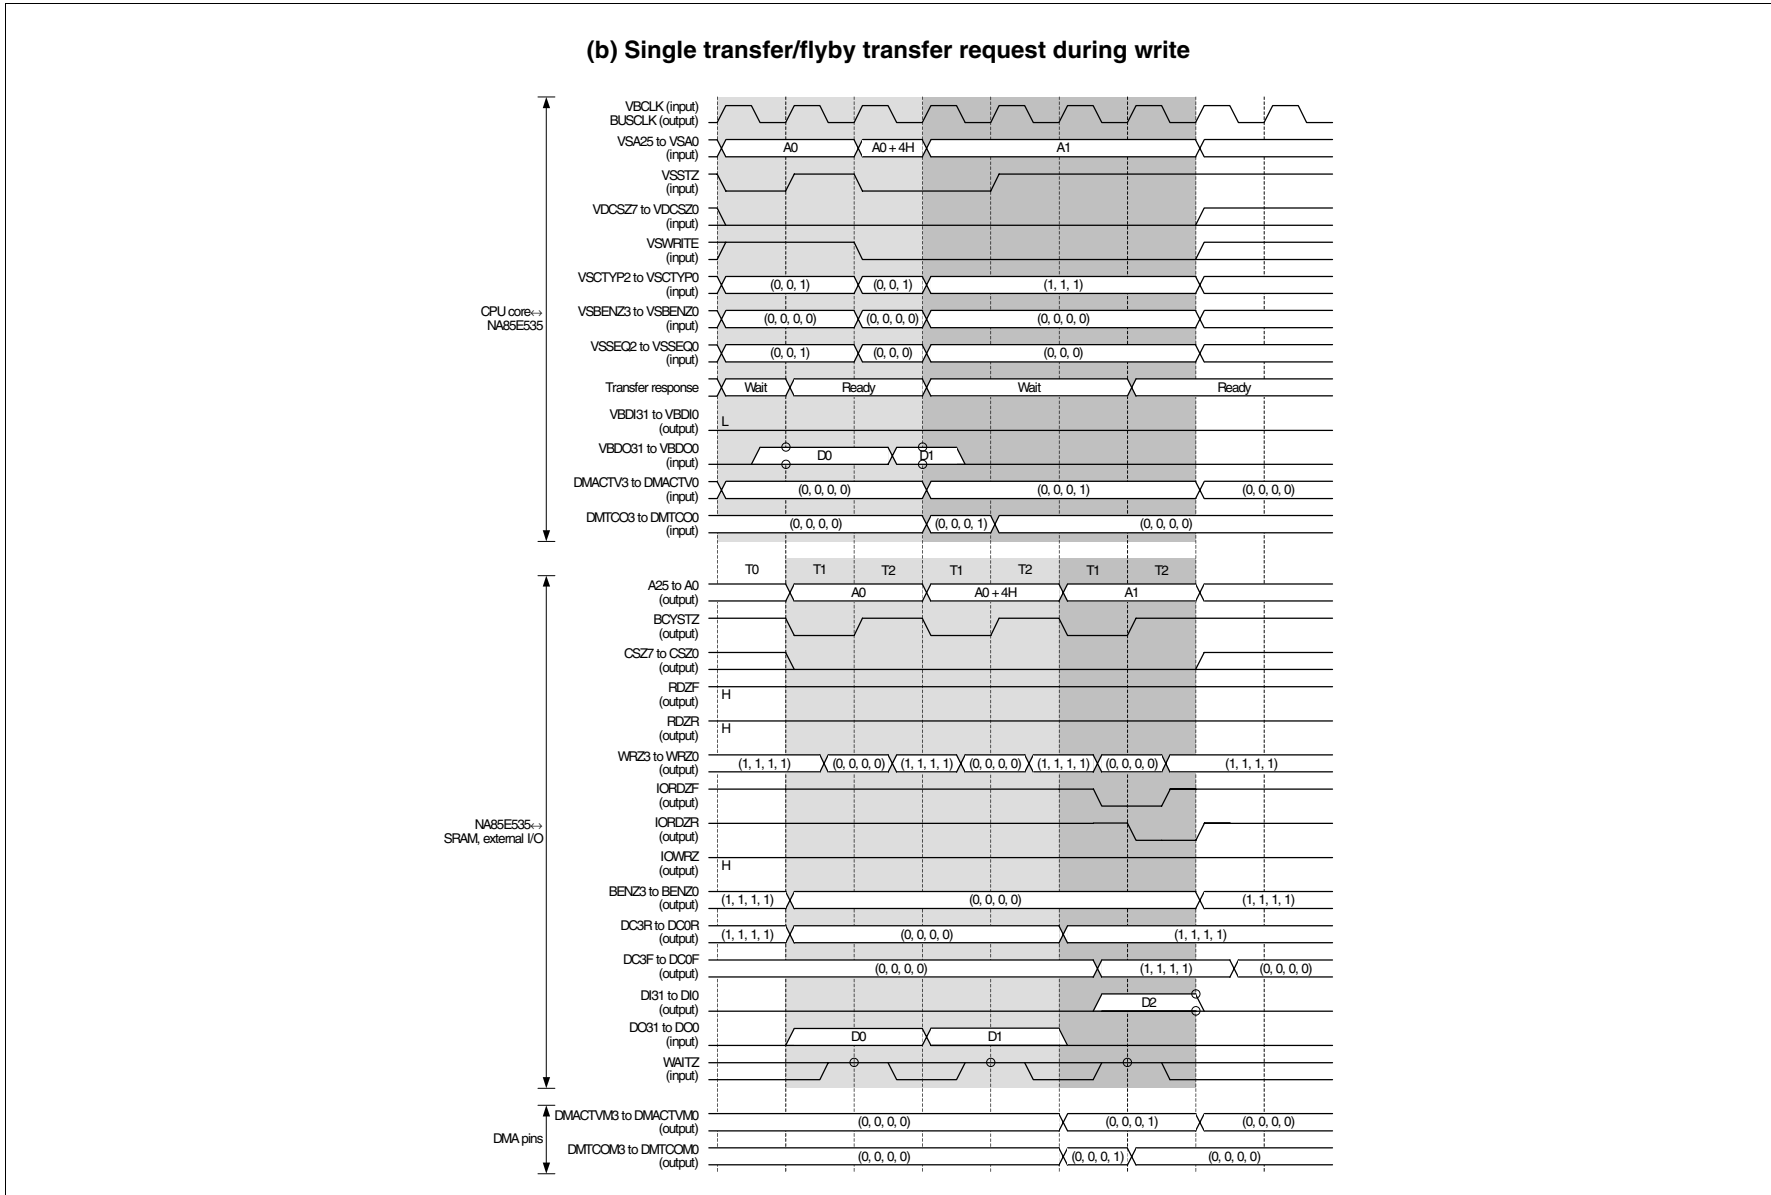 (b) Single transfer/flyby transfer request during write
VBCLK (input)
BUSCLK (output)
VSA25 to VSA0
(input)
A0
A0 + 4H
A1
VSSTZ
(input)
VDCSZ7 to VDCSZ0
(input)
VSWRITE
(input)
VSCTYP2 to VSCTYP0
(input)
(0, 0, 1)
(0, 0, 1)
(1, 1, 1)
CPU core↔
NA85E535
VSBENZ3 to VSBENZ0
(input)
(0, 0, 0, 0)
(0, 0, 0, 0)
(0, 0, 0, 0)
VSSEQ2 to VSSEQ0
(input)
(0, 0, 1)
(0, 0, 0)
(0, 0, 0)
Transfer response
Wait
Ready
Wait
Ready
VBDI31 to VBDI0
(output)
L
VBDO31 to VBDO0
(input)
D0
D1
DMACTV3 to DMACTV0
(input)
(0, 0, 0, 0)
(0, 0, 0, 1)
(0, 0, 0, 0)
DMTCO3 to DMTCO0
(input)
(0, 0, 0, 0)
(0, 0, 0, 1)
(0, 0, 0, 0)
T0
T1
T2
T1
T2
T1
T2
A25 to A0
(output)
A0
A0 + 4H
A1
BCYSTZ
(output)
CSZ7 to CSZ0
(output)
RDZF
(output)
H
RDZR
(output)
H
WRZ3 to WRZ0
(output)
(1, 1, 1, 1)
(0, 0, 0, 0)
(1, 1, 1, 1)
(0, 0, 0, 0)
(1, 1, 1, 1)
(0, 0, 0, 0)
(1, 1, 1, 1)
IORDZF
(output)
NA85E535↔
SRAM, external I/O
IORDZR
(output)
IOWRZ
(output)
H
BENZ3 to BENZ0
(output)
(1, 1, 1, 1)
(0, 0, 0, 0)
(1, 1, 1, 1)
DC3R to DC0R
(output)
(1, 1, 1, 1)
(0, 0, 0, 0)
(1, 1, 1, 1)
DC3F to DC0F
(output)
(0, 0, 0, 0)
(1, 1, 1, 1)
(0, 0, 0, 0)
DI31 to DI0
(output)
D2
DO31 to DO0
(input)
D0
D1
WAITZ
(input)
DMA pins
DMACTVM3 to DMACTVM0
(output)
(0, 0, 0, 0)
(0, 0, 0, 1)
(0, 0, 0, 0)
DMTCOM3 to DMTCOM0
(output)
(0, 0, 0, 0)
(0, 0, 0, 1)
(0, 0, 0, 0)